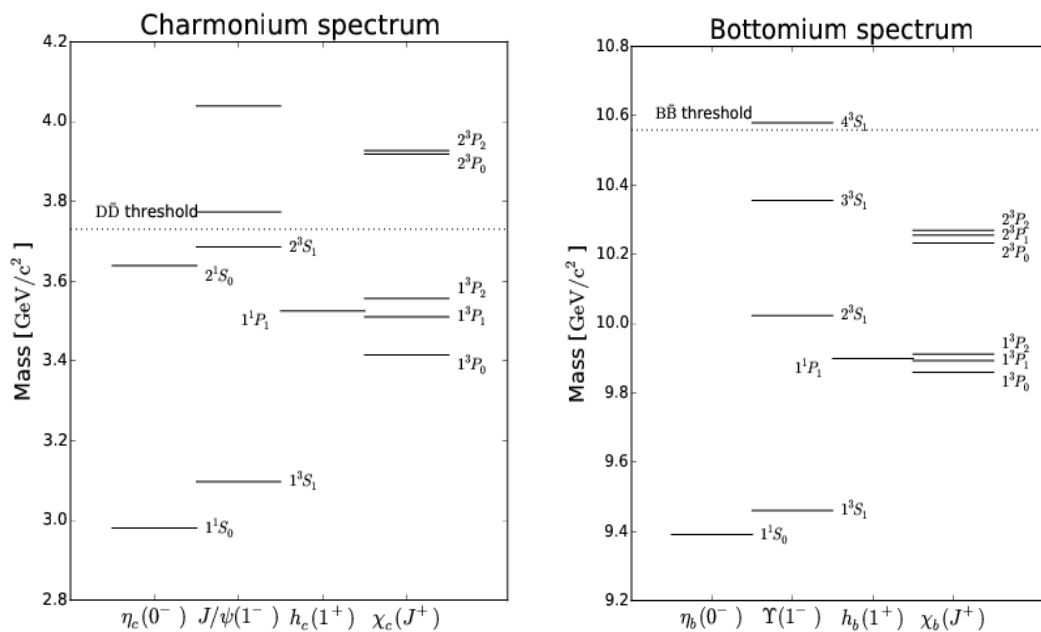 Charmonium spectrum
4.2
4.0
3.8
3.6
3.4
3.2
3.0
2.8
Mass [GeV/c²]
DD̄ threshold
2³P₂
2³P₀
2³S₁
2¹S₀
1³P₂
1¹P₁
1³P₁
1³P₀
1³S₁
1¹S₀
η_c(0⁻) J/ψ(1⁻) h_c(1⁺) χ_c(J⁺)
Bottomium spectrum
10.8
10.6
10.4
10.2
10.0
9.8
9.6
9.4
9.2
Mass [GeV/c²]
BB̄ threshold
4³S₁
3³S₁
2³P₂
2³P₁
2³P₀
2³S₁
1³P₂
1³P₁
1¹P₁
1³P₀
1³S₁
1¹S₀
η_b(0⁻) Υ(1⁻) h_b(1⁺) χ_b(J⁺)